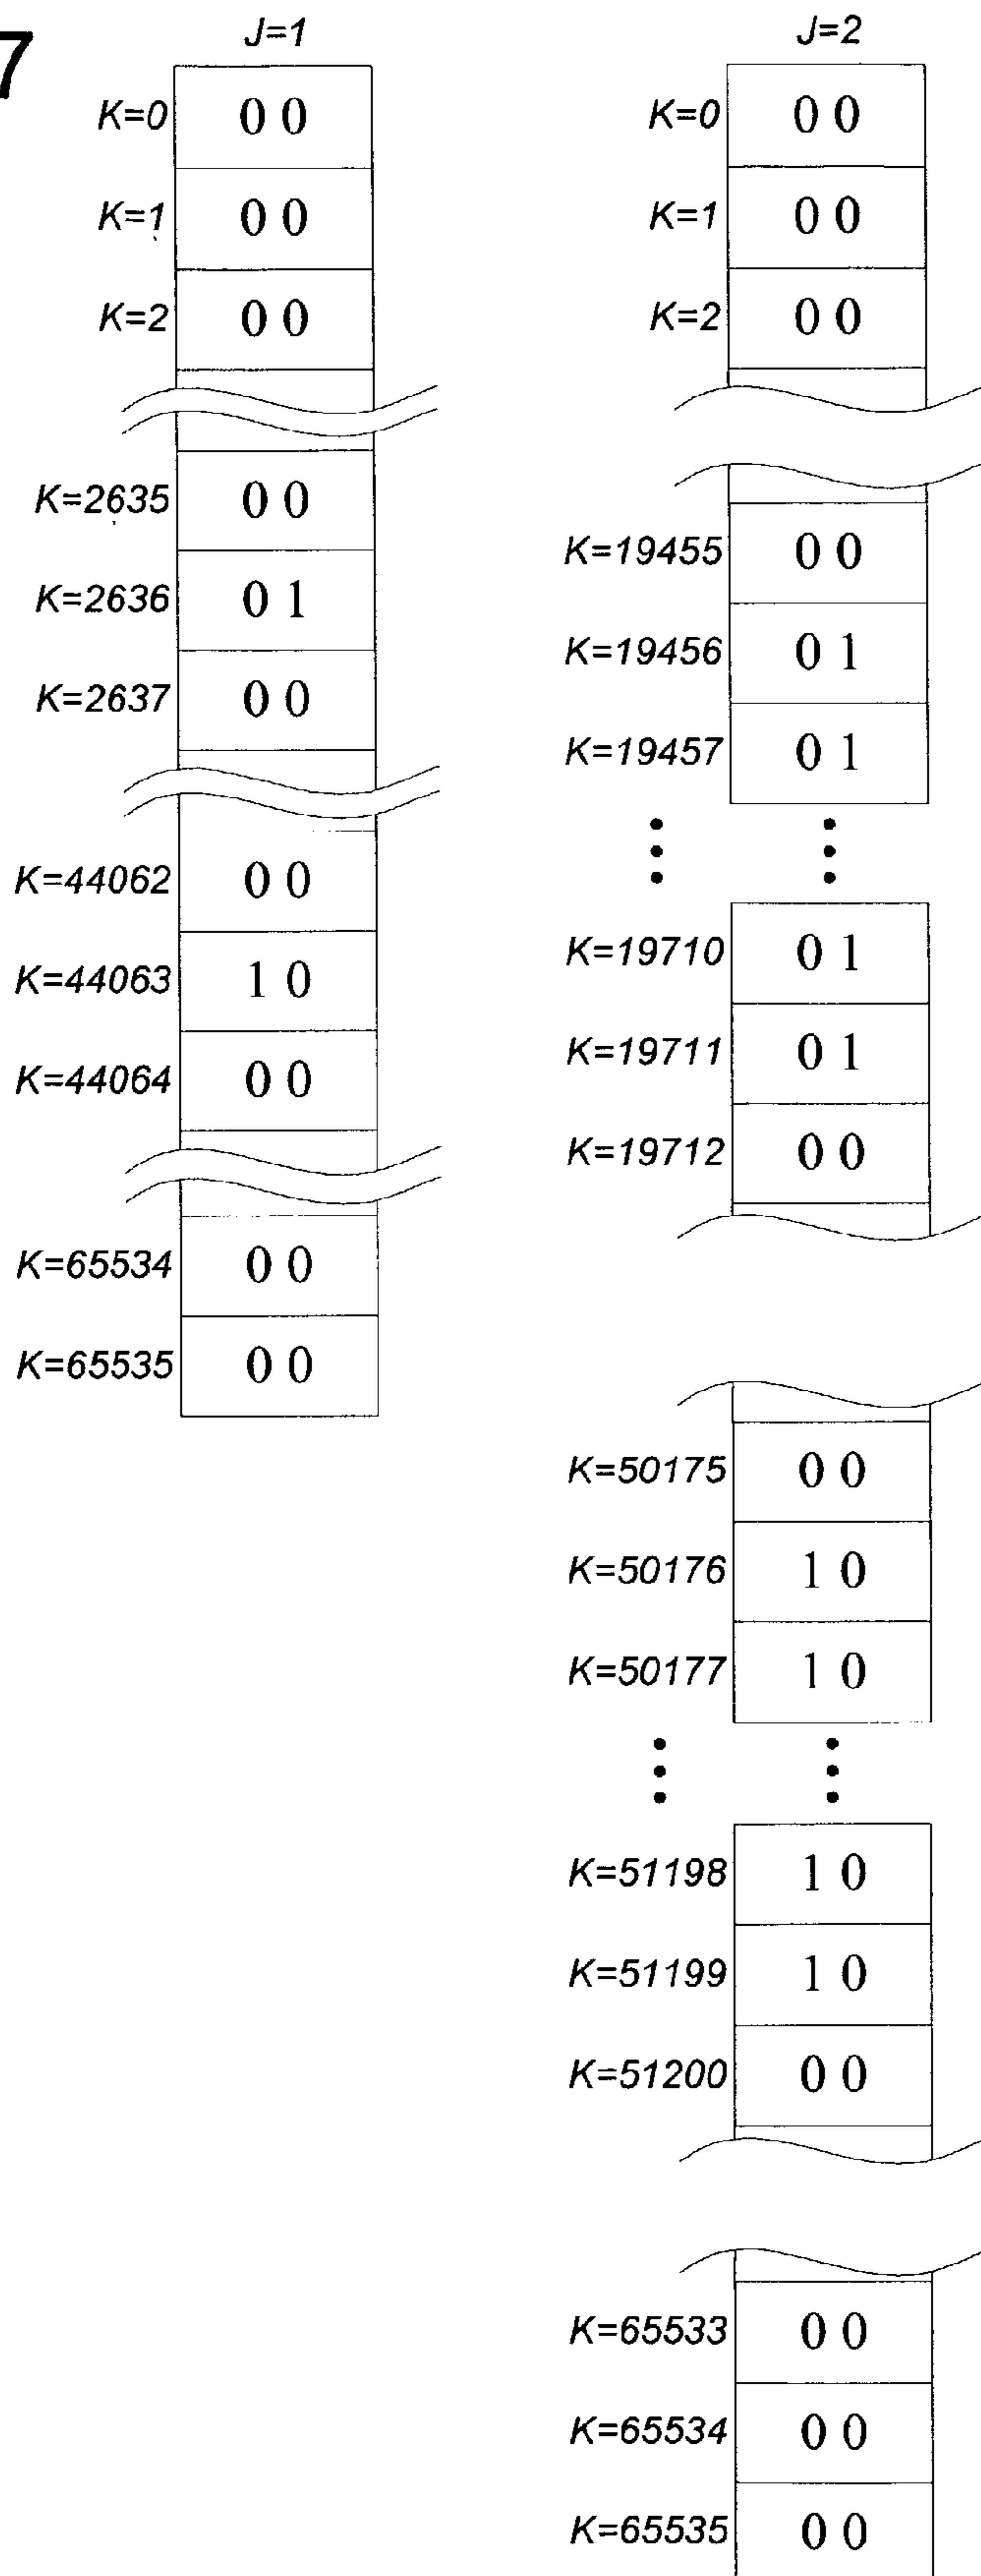 7
J=1
K=0 0 0
K=1 0 0
K=2 0 0
K=2635 0 0
K=2636 0 1
K=2637 0 0
K=44062 0 0
K=44063 1 0
K=44064 0 0
K=65534 0 0
K=65535 0 0
J=2
K=0 0 0
K=1 0 0
K=2 0 0
K=19455 0 0
K=19456 0 1
K=19457 0 1
K=19710 0 1
K=19711 0 1
K=19712 0 0
K=50175 0 0
K=50176 1 0
K=50177 1 0
K=51198 1 0
K=51199 1 0
K=51200 0 0
K=65533 0 0
K=65534 0 0
K=65535 0 0